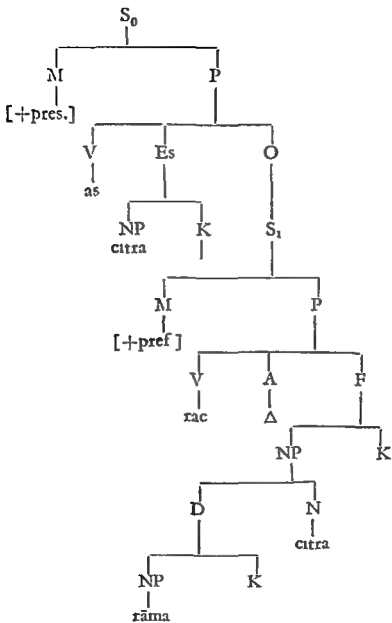 S₀
M P
[+pres.]
V Es O
as
NP K S₁
citra
M P
[+pref]
V A F
rac Δ
NP K
D N
citra
NP K
rāma